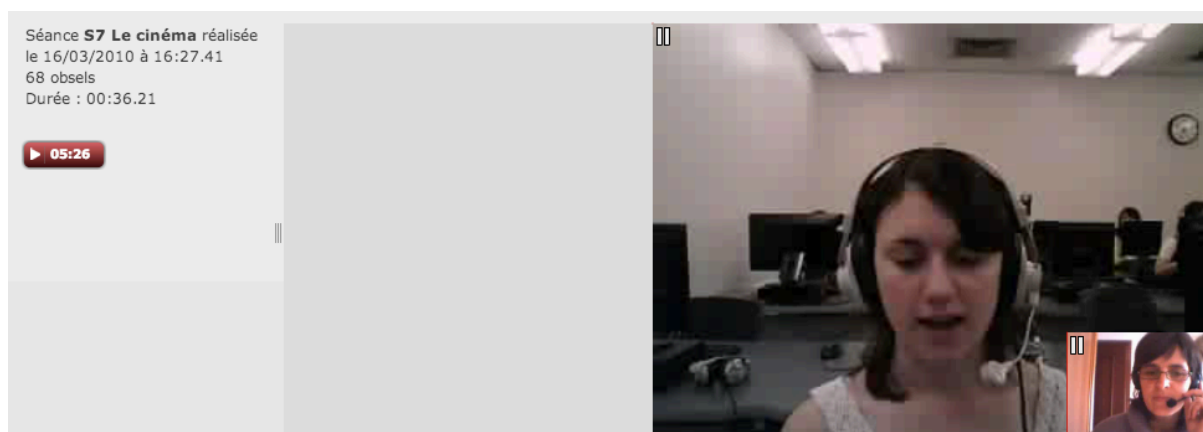 Séance S7 Le cinéma réalisée
le 16/03/2010 à 16:27.41
68 obsels
Durée : 00:36.21
05:26